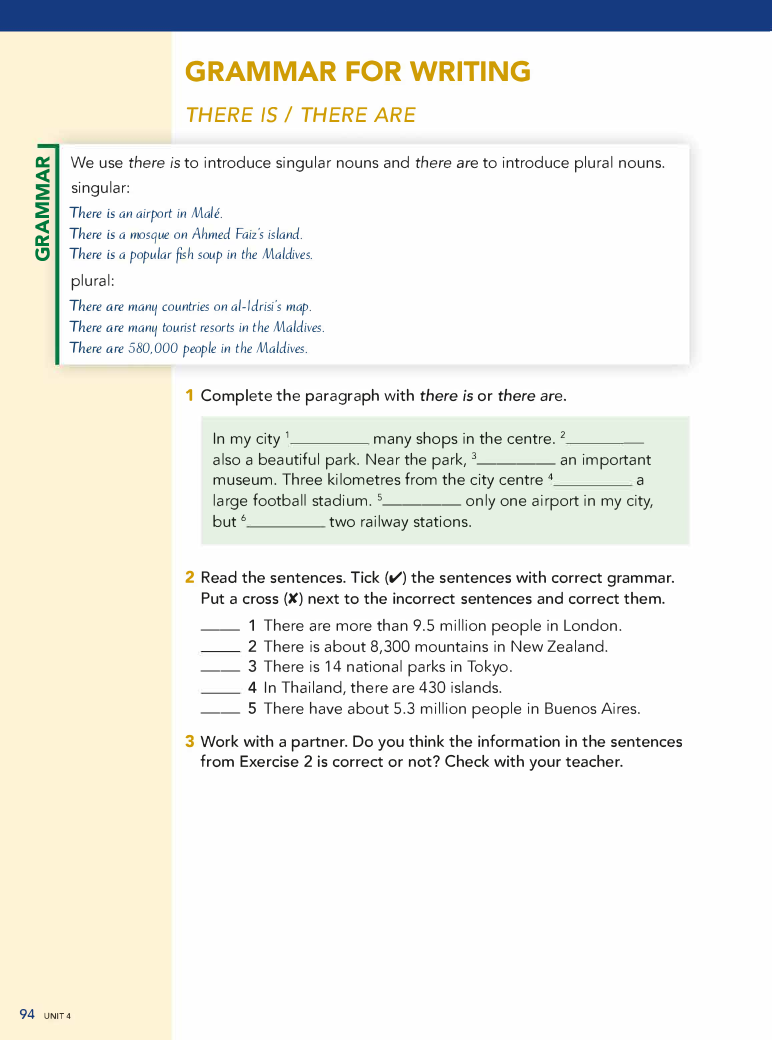 GRAMMAR FOR WRITING
THERE IS / THERE ARE
GRAMMAR
We use there is to introduce singular nouns and there are to introduce plural nouns.
singular:
There is an airport in Malé.
There is a mosque on Ahmed Faiz's island.
There is a popular fish soup in the Maldives.
plural:
There are many countries on al-Idrisi's map.
There are many tourist resorts in the Maldives.
There are 580,000 people in the Maldives.
1 Complete the paragraph with there is or there are.
In my city 1__________ many shops in the centre. 2__________
also a beautiful park. Near the park, 3__________ an important
museum. Three kilometres from the city centre 4__________ a
large football stadium. 5__________ only one airport in my city,
but 6__________ two railway stations.
2 Read the sentences. Tick (✔) the sentences with correct grammar.
Put a cross (✘) next to the incorrect sentences and correct them.
_____ 1 There are more than 9.5 million people in London.
_____ 2 There is about 8,300 mountains in New Zealand.
_____ 3 There is 14 national parks in Tokyo.
_____ 4 In Thailand, there are 430 islands.
_____ 5 There have about 5.3 million people in Buenos Aires.
3 Work with a partner. Do you think the information in the sentences
from Exercise 2 is correct or not? Check with your teacher.
94 UNIT 4